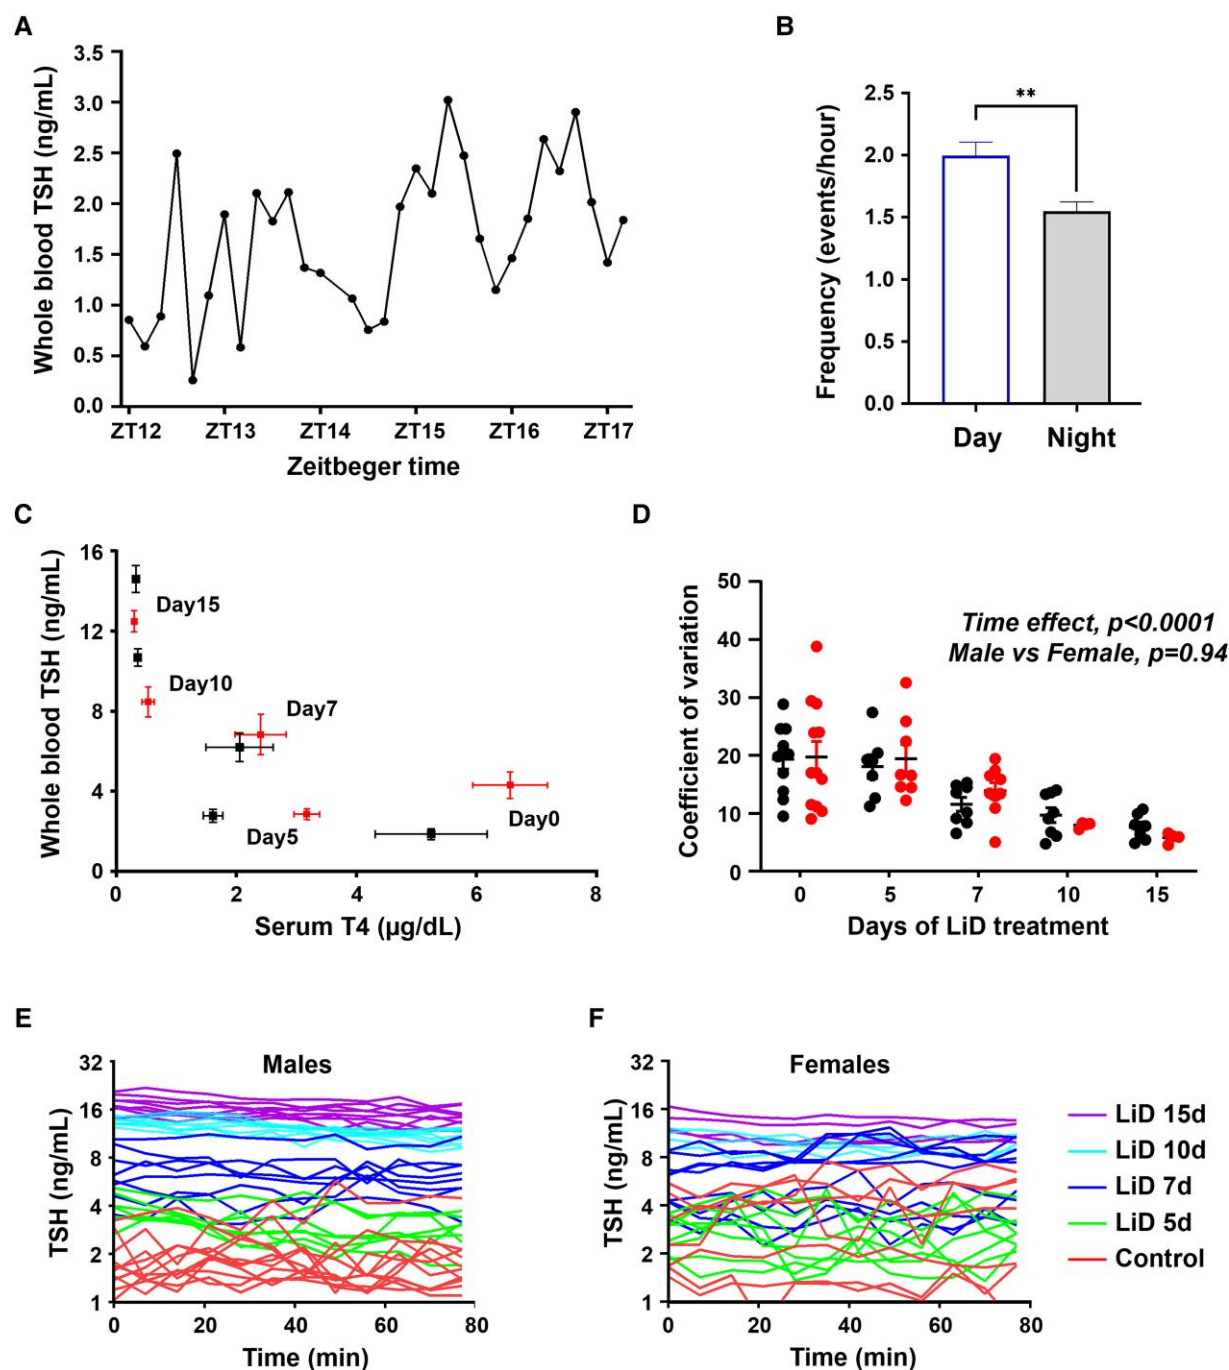 A
Whole blood TSH (ng/mL)
3.5
3.0
2.5
2.0
1.5
1.0
0.5
0.0
ZT12 ZT13 ZT14 ZT15 ZT16 ZT17
Zeitbeger time
B
Frequency (events/hour)
2.5
2.0
1.5
1.0
0.5
0.0
**
Day Night
C
Whole blood TSH (ng/mL)
16
12
8
4
0
Day15
Day10
Day7
Day5
Day0
0 2 4 6 8
Serum T4 (µg/dL)
D
Coefficient of variation
50
40
30
20
10
0
Time effect, p<0.0001
Male vs Female, p=0.94
0 5 7 10 15
Days of LiD treatment
E
Males
TSH (ng/mL)
32
16
8
4
2
1
0 20 40 60 80
Time (min)
F
Females
TSH (ng/mL)
32
16
8
4
2
1
0 20 40 60 80
Time (min)
LiD 15d
LiD 10d
LiD 7d
LiD 5d
Control